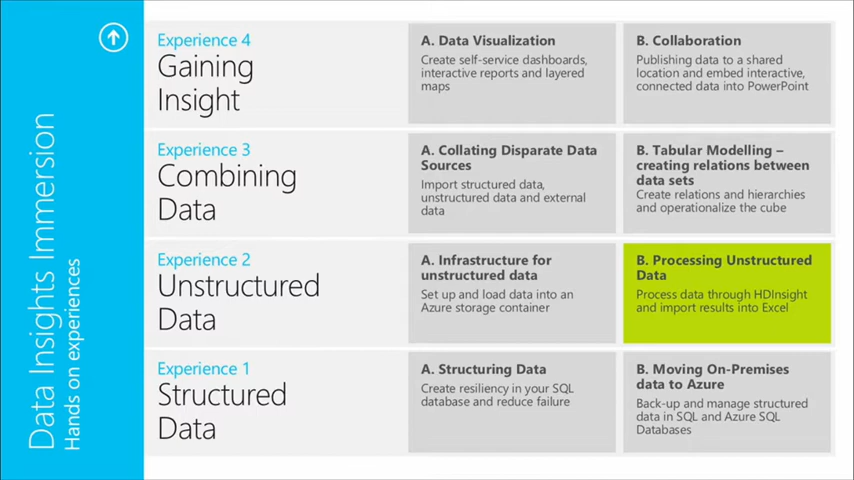 Data Insights Immersion
Hands on experiences
Experience 4
Gaining
Insight
A. Data Visualization
Create self-service dashboards,
interactive reports and layered
maps
B. Collaboration
Publishing data to a shared
location and embed interactive,
connected data into PowerPoint
Experience 3
Combining
Data
A. Collating Disparate Data
Sources
Import structured data,
unstructured data and external
data
B. Tabular Modelling –
creating relations between
data sets
Create relations and hierarchies
and operationalize the cube
Experience 2
Unstructured
Data
A. Infrastructure for
unstructured data
Set up and load data into an
Azure storage container
B. Processing Unstructured
Data
Process data through HDInsight
and import results into Excel
Experience 1
Structured
Data
A. Structuring Data
Create resiliency in your SQL
database and reduce failure
B. Moving On-Premises
data to Azure
Back-up and manage structured
data in SQL and Azure SQL
Databases